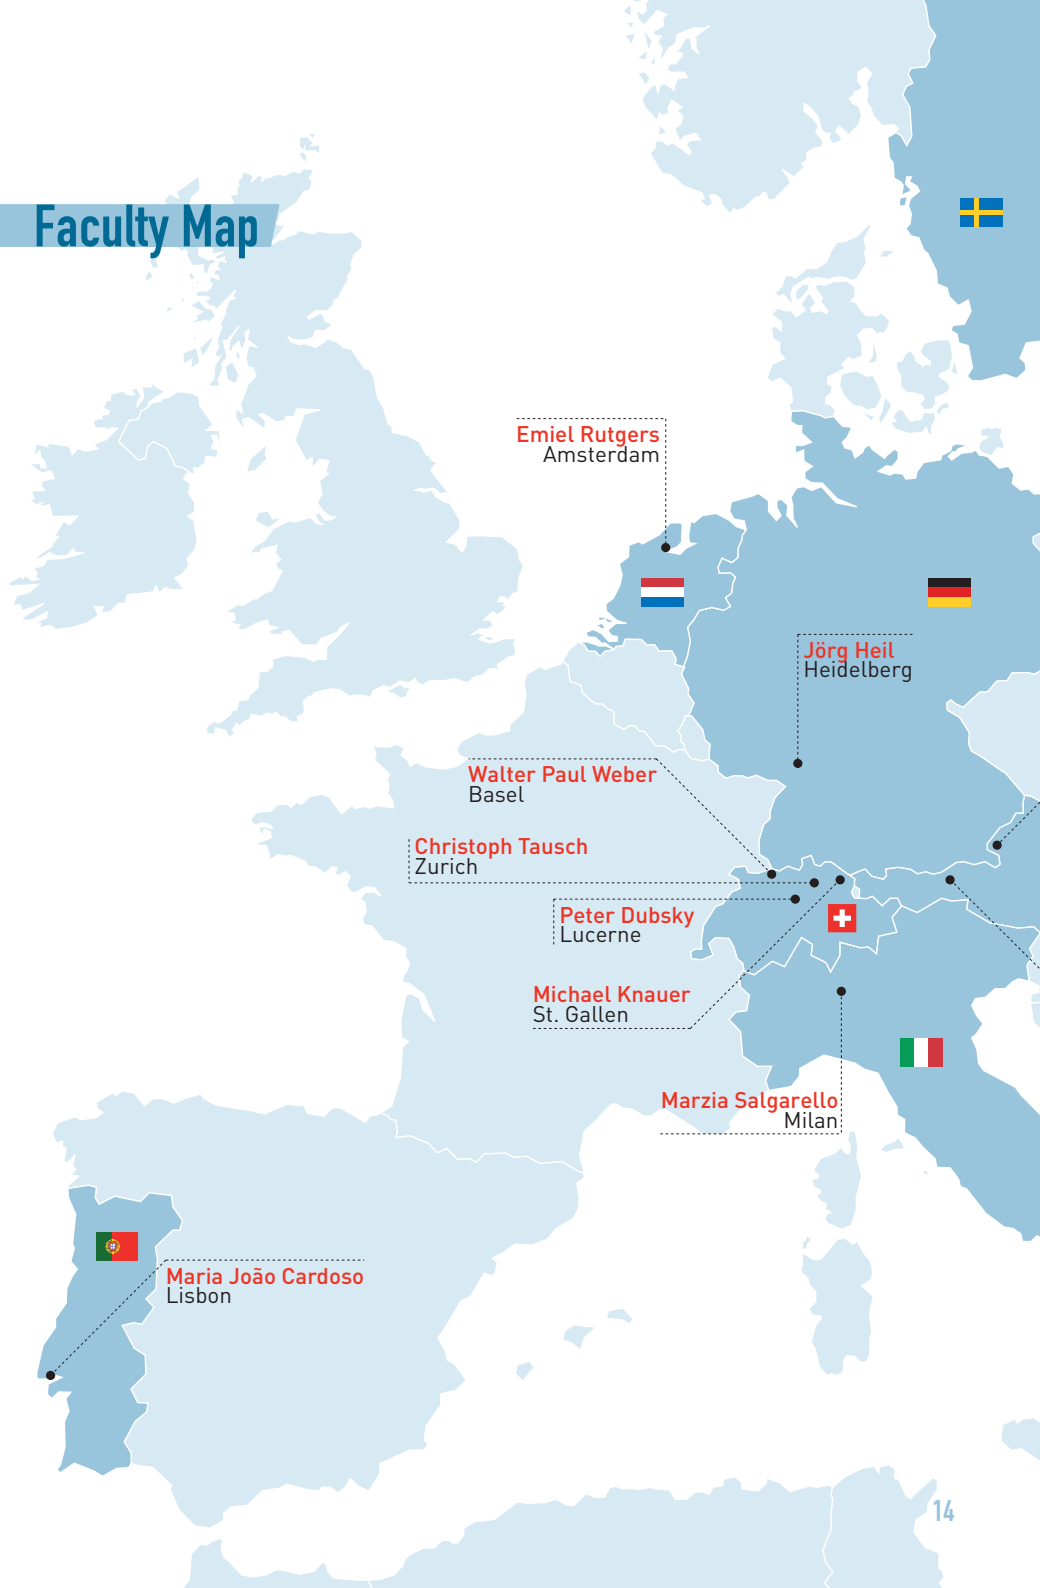 Faculty Map
Emiel Rutgers
Amsterdam
Jörg Heil
Heidelberg
Walter Paul Weber
Basel
Christoph Tausch
Zurich
Peter Dubsky
Lucerne
Michael Knauer
St. Gallen
Marzia Salgarello
Milan
Maria João Cardoso
Lisbon
14